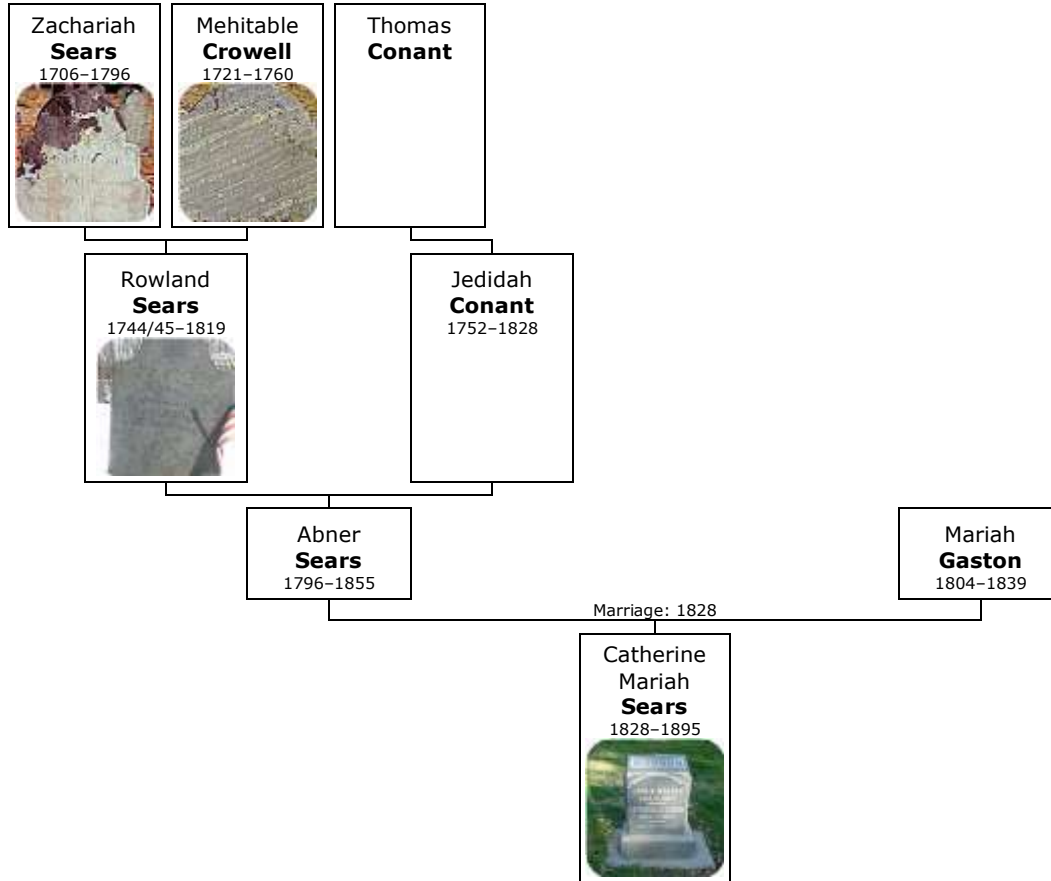 Zachariah
Sears
1706–1796
Mehitable
Crowell
1721–1760
Thomas
Conant
Rowland
Sears
1744/45–1819
Jedidah
Conant
1752–1828
Abner
Sears
1796–1855
Mariah
Gaston
1804–1839
Marriage: 1828
Catherine
Mariah
Sears
1828–1895